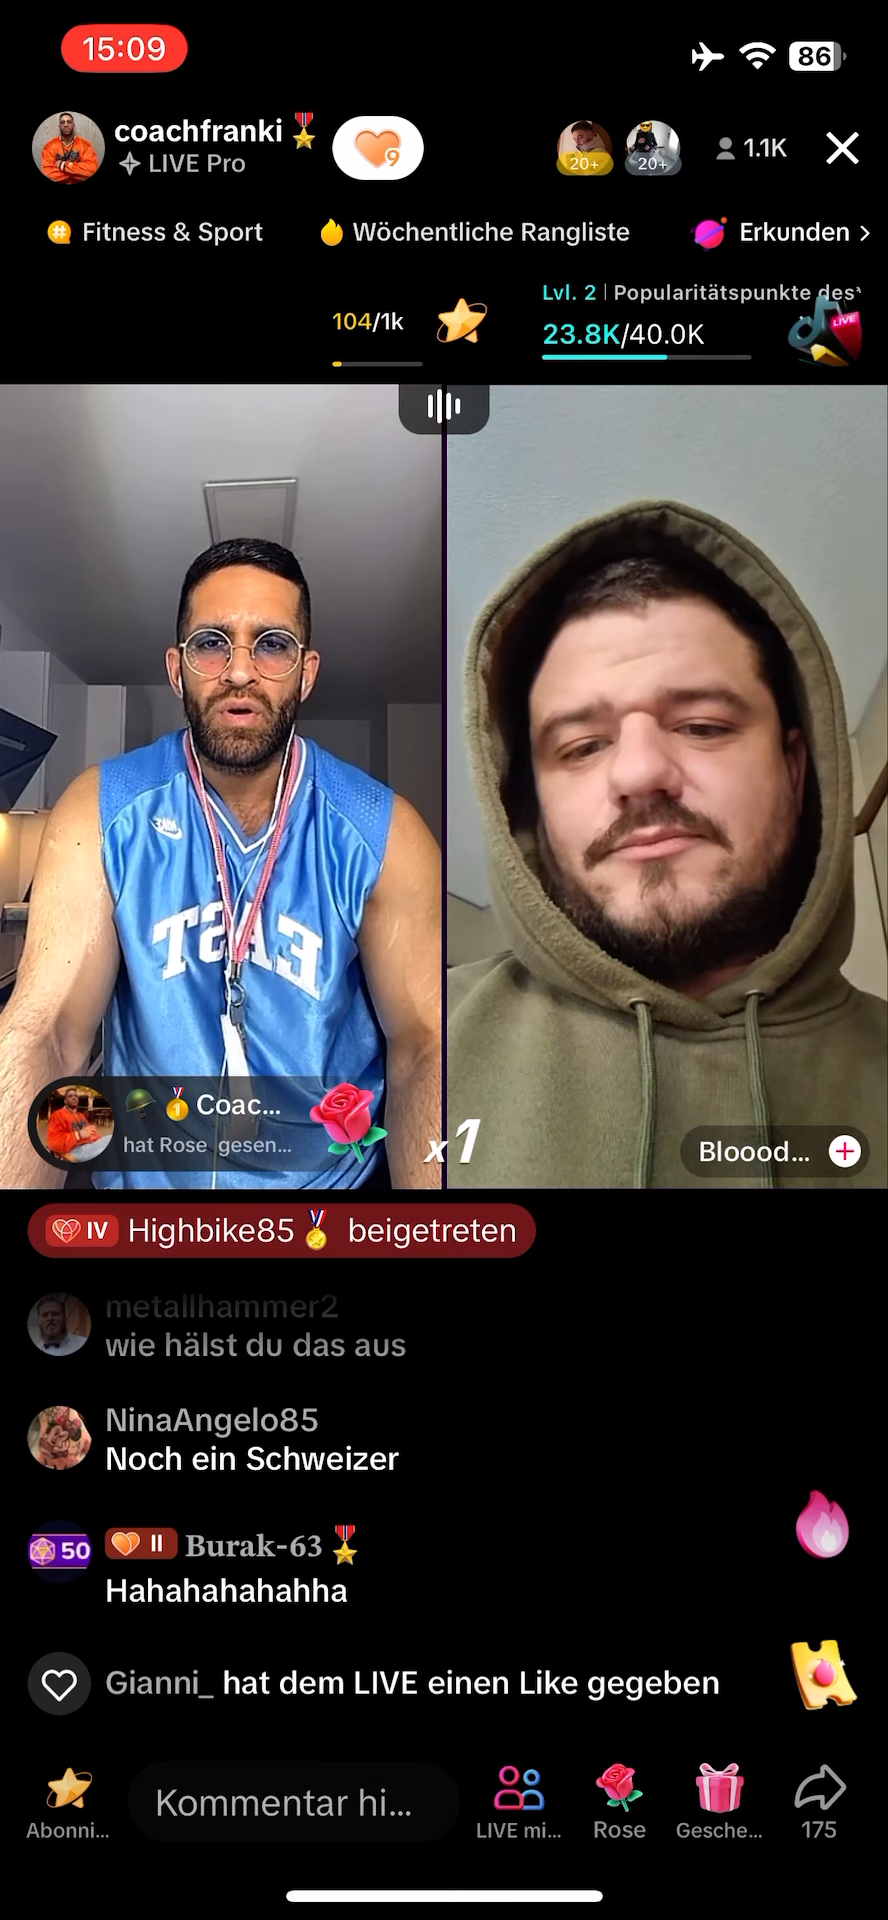 15:09
86
coachfranki
LIVE Pro
9
20+
20+
1.1K
Fitness & Sport
Wöchentliche Rangliste
Erkunden
104/1k
Lvl. 2 | Popularitätspunkte des
23.8K/40.0K
LIVE
NIKE
EAST
Coac...
hat Rose gesen...
x1
Bloood...
IV Highbike85 beigetreten
metallhammer2
wie hälst du das aus
NinaAngelo85
Noch ein Schweizer
50 II Burak-63
Hahahahahahha
Gianni_ hat dem LIVE einen Like gegeben
Kommentar hi...
Abonni...
LIVE mi...
Rose
Gesche...
175